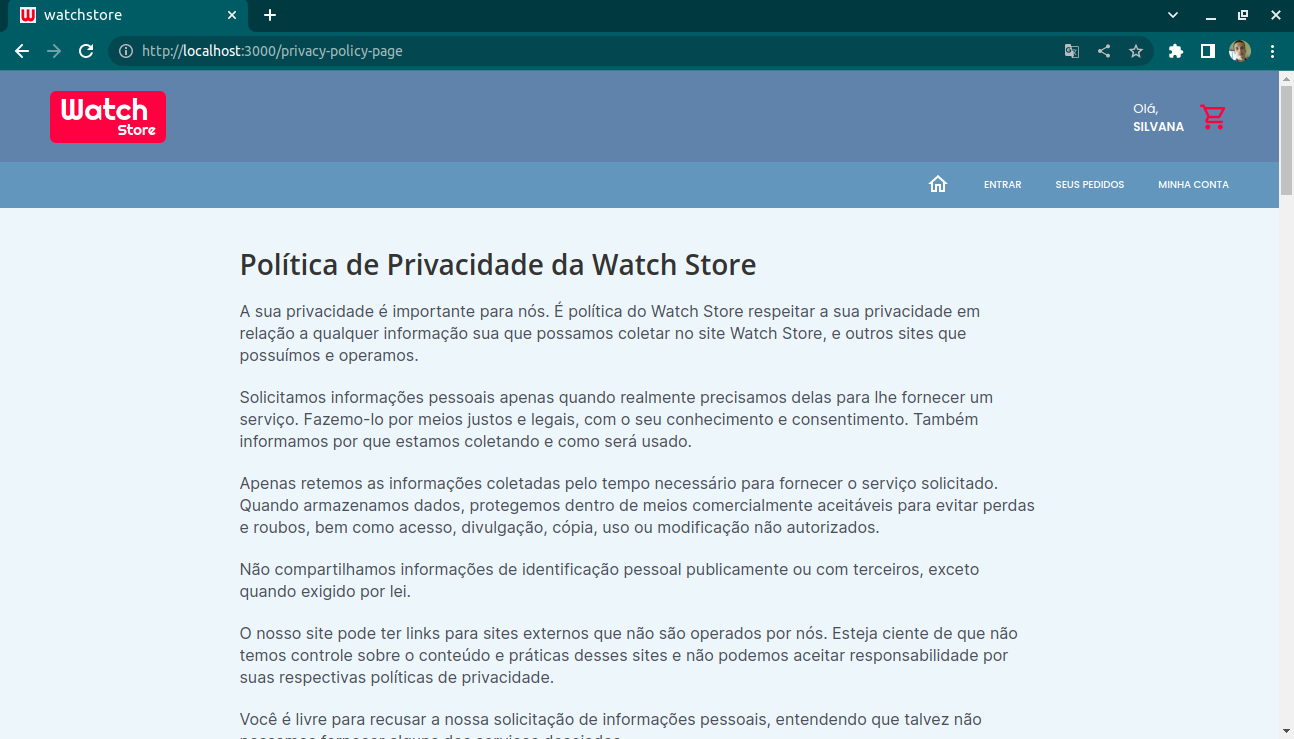 watchstore
http://localhost:3000/privacy-policy-page
Watch
Store
Olá,
SILVANA
ENTRAR SEUS PEDIDOS MINHA CONTA
Política de Privacidade da Watch Store
A sua privacidade é importante para nós. É política do Watch Store respeitar a sua privacidade em
relação a qualquer informação sua que possamos coletar no site Watch Store, e outros sites que
possuímos e operamos.
Solicitamos informações pessoais apenas quando realmente precisamos delas para lhe fornecer um
serviço. Fazemo-lo por meios justos e legais, com o seu conhecimento e consentimento. Também
informamos por que estamos coletando e como será usado.
Apenas retemos as informações coletadas pelo tempo necessário para fornecer o serviço solicitado.
Quando armazenamos dados, protegemos dentro de meios comercialmente aceitáveis para evitar perdas
e roubos, bem como acesso, divulgação, cópia, uso ou modificação não autorizados.
Não compartilhamos informações de identificação pessoal publicamente ou com terceiros, exceto
quando exigido por lei.
O nosso site pode ter links para sites externos que não são operados por nós. Esteja ciente de que não
temos controle sobre o conteúdo e práticas desses sites e não podemos aceitar responsabilidade por
suas respectivas políticas de privacidade.
Você é livre para recusar a nossa solicitação de informações pessoais, entendendo que talvez não